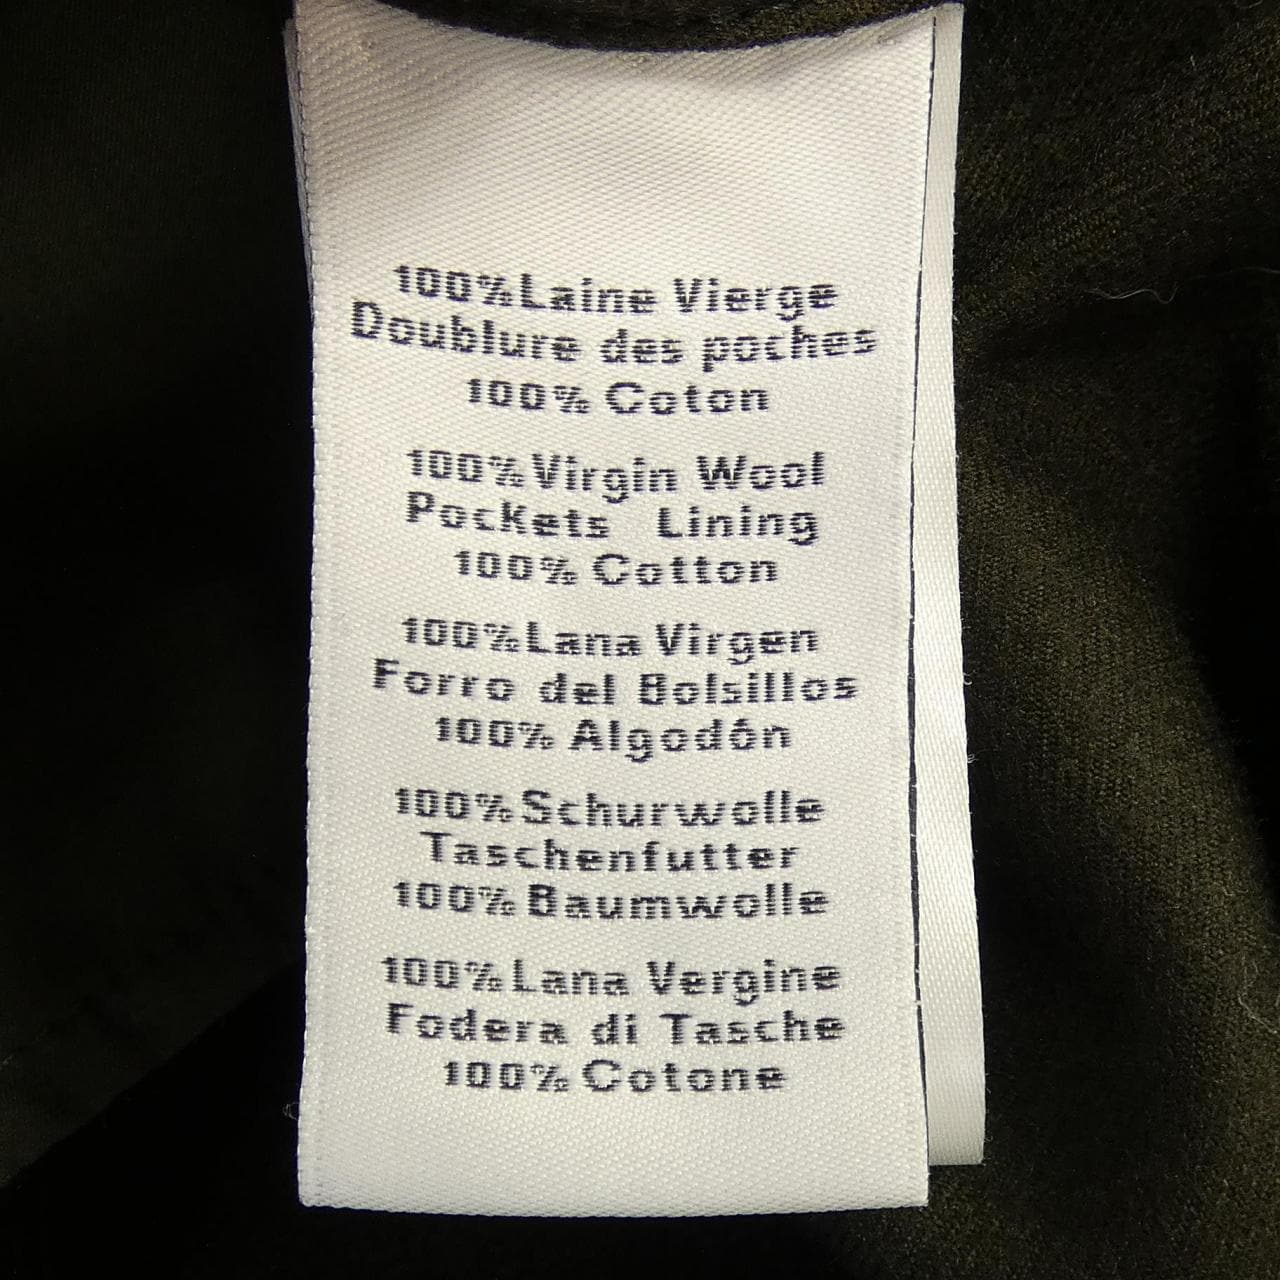 100% Laine Vierge
Doublure des poches
100% Coton
100% Virgin Wool
Pockets Lining
100% Cotton
100% Lana Virgen
Forro del Bolsillos
100% Algodón
100% Schurwolle
Taschenfutter
100% Baumwolle
100% Lana Vergine
Fodera di Tasche
100% Cotone